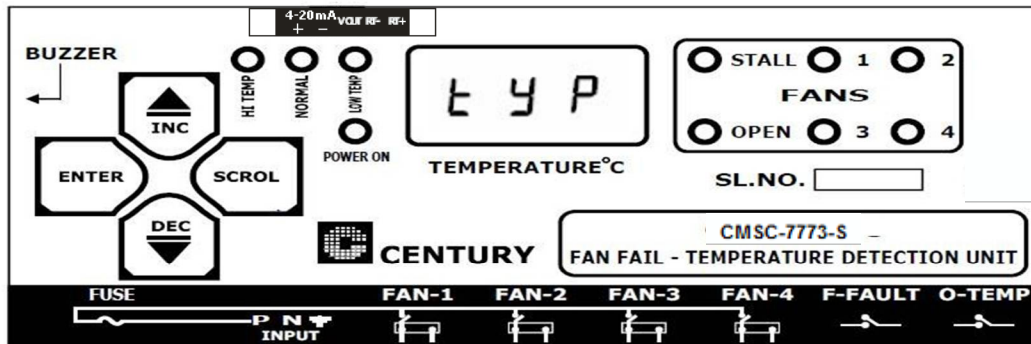 4-20mA VOUT RT- RT+
+ -
BUZZER
HI TEMP
NORMAL
LOW TEMP
POWER ON
INC
ENTER
SCROL
DEC
t y P
TEMPERATURE°C
STALL 1 2
FANS
OPEN 3 4
SL.NO.
CENTURY
CMSC-7773-S
FAN FAIL - TEMPERATURE DETECTION UNIT
FUSE
P N
INPUT
FAN-1 FAN-2 FAN-3 FAN-4 F-FAULT O-TEMP